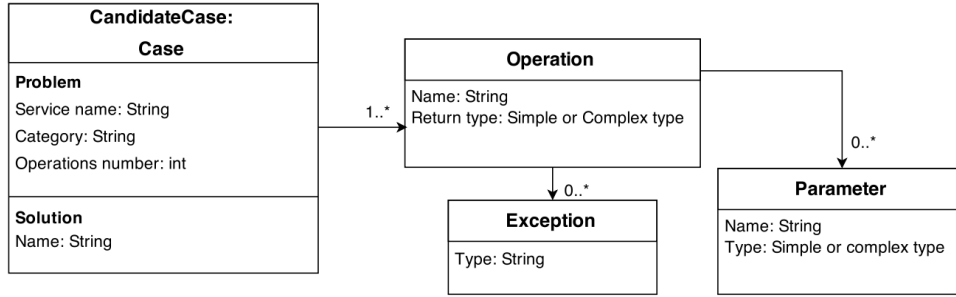 CandidateCase:
Case
Problem
Service name: String
Category: String
Operations number: int
Solution
Name: String
1..*
Operation
Name: String
Return type: Simple or Complex type
0..*
Exception
Type: String
0..*
Parameter
Name: String
Type: Simple or complex type